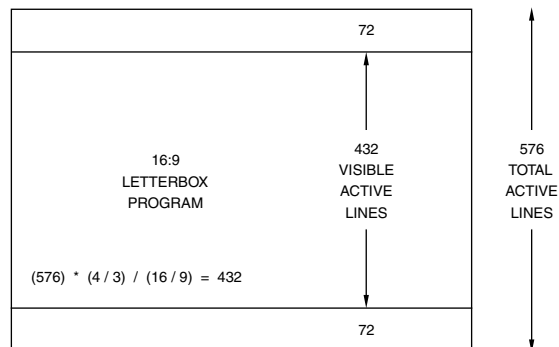 72
16:9
LETTERBOX
PROGRAM
432
VISIBLE
ACTIVE
LINES
576
TOTAL
ACTIVE
LINES
(576) * (4 / 3) / (16 / 9) = 432
72